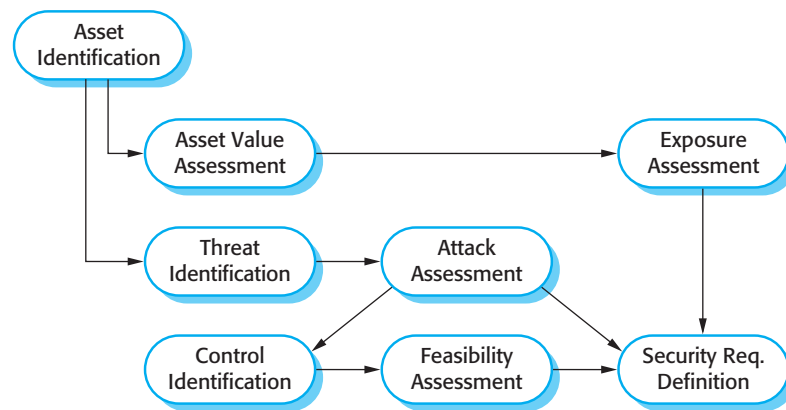 Asset
Identification
Asset Value
Assessment
Exposure
Assessment
Threat
Identification
Attack
Assessment
Control
Identification
Feasibility
Assessment
Security Req.
Definition